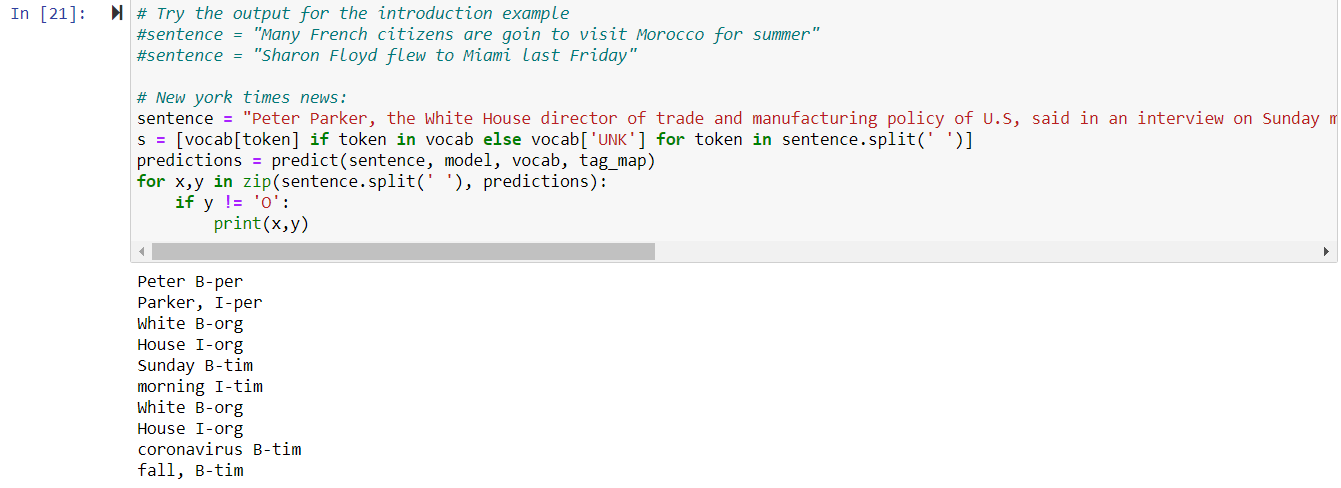 In [21]:
# Try the output for the introduction example
#sentence = "Many French citizens are goin to visit Morocco for summer"
#sentence = "Sharon Floyd flew to Miami last Friday"
# New york times news:
sentence = "Peter Parker, the White House director of trade and manufacturing policy of U.S, said in an interview on Sunday m
s = [vocab[token] if token in vocab else vocab['UNK'] for token in sentence.split(' ')]
predictions = predict(sentence, model, vocab, tag_map)
for x,y in zip(sentence.split(' '), predictions):
    if y != 'O':
        print(x,y)
Peter B-per
Parker, I-per
White B-org
House I-org
Sunday B-tim
morning I-tim
White B-org
House I-org
coronavirus B-tim
fall, B-tim